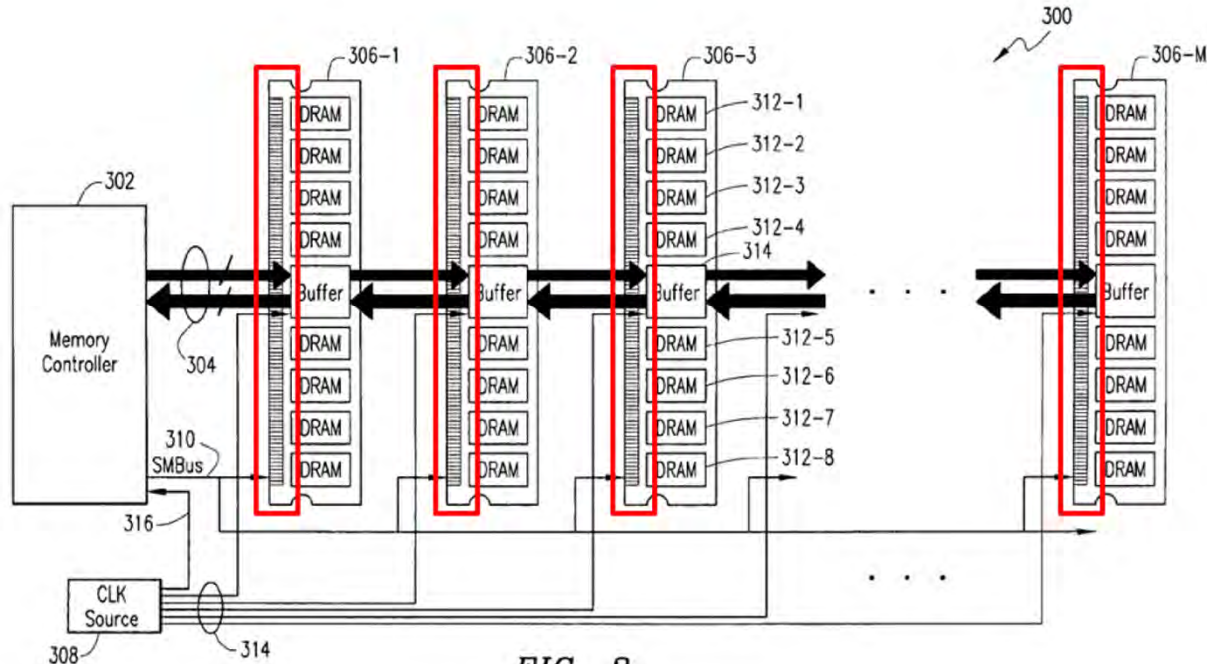 300
306-1
306-2
306-3
306-M
DRAM DRAM DRAM 312-1 DRAM
DRAM DRAM DRAM 312-2 DRAM
302
DRAM DRAM DRAM 312-3 DRAM
DRAM DRAM DRAM 312-4 DRAM
314
Buffer Buffer Buffer . . . Buffer
Memory
Controller
304
DRAM DRAM DRAM 312-5 DRAM
DRAM DRAM DRAM 312-6 DRAM
DRAM DRAM DRAM 312-7 DRAM
310
SMBus
DRAM DRAM DRAM 312-8 DRAM
316
. . .
CLK
Source
308
314